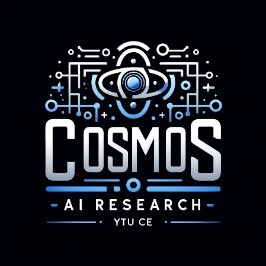 COSMOS
- AI RESEARCH -
YTU CE